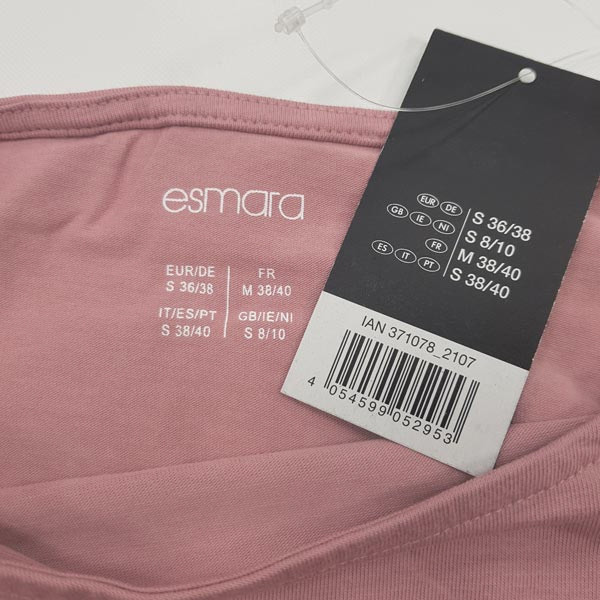 esmara
EUR/DE
S 36/38
FR
M 38/40
IT/ES/PT
S 38/40
GB/IE/NI
S 8/10
EUR DE
S 36/38
GB IE NI
S 8/10
FR
M 38/40
ES IT PT
S 38/40
IAN 371078_2107
4 054599 052953